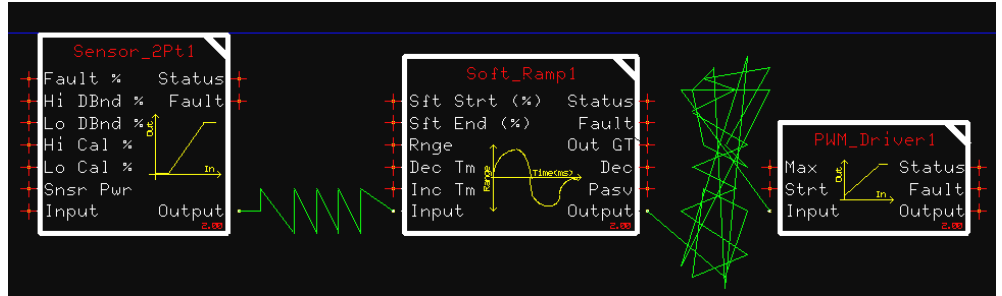 Sensor_2Pt1
Fault % Status
Hi DBnd % Fault
Lo DBnd %
Hi Cal %
Lo Cal %
Snsr Pwr
Input Output
Out
In
2.00
Soft_Ramp1
Sft Strt (%) Status
Sft End (%) Fault
Rnge Out GT
Dec Tm Dec
Inc Tm Pasv
Input Output
Range
Time(ms)
2.00
PWM_Driver1
Max Status
Strt Fault
Input Output
Out
In
2.00